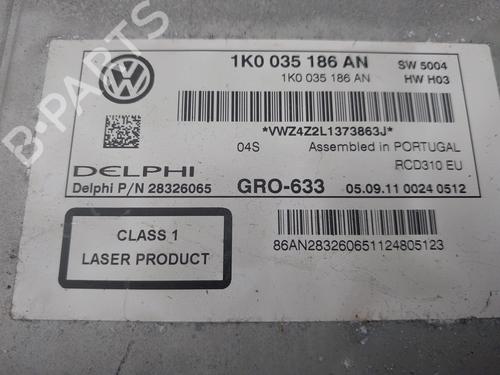 1K0 035 186 AN SW 5004
1K0 035 186 AN HW H03
*VWZ4Z2L1373863J*
04S Assembled in PORTUGAL
DELPHI RCD310 EU
Delphi P/N 28326065 GRO-633 05.09.11 0024 0512
CLASS 1
LASER PRODUCT
86AN283260651124805123
B-PARTS